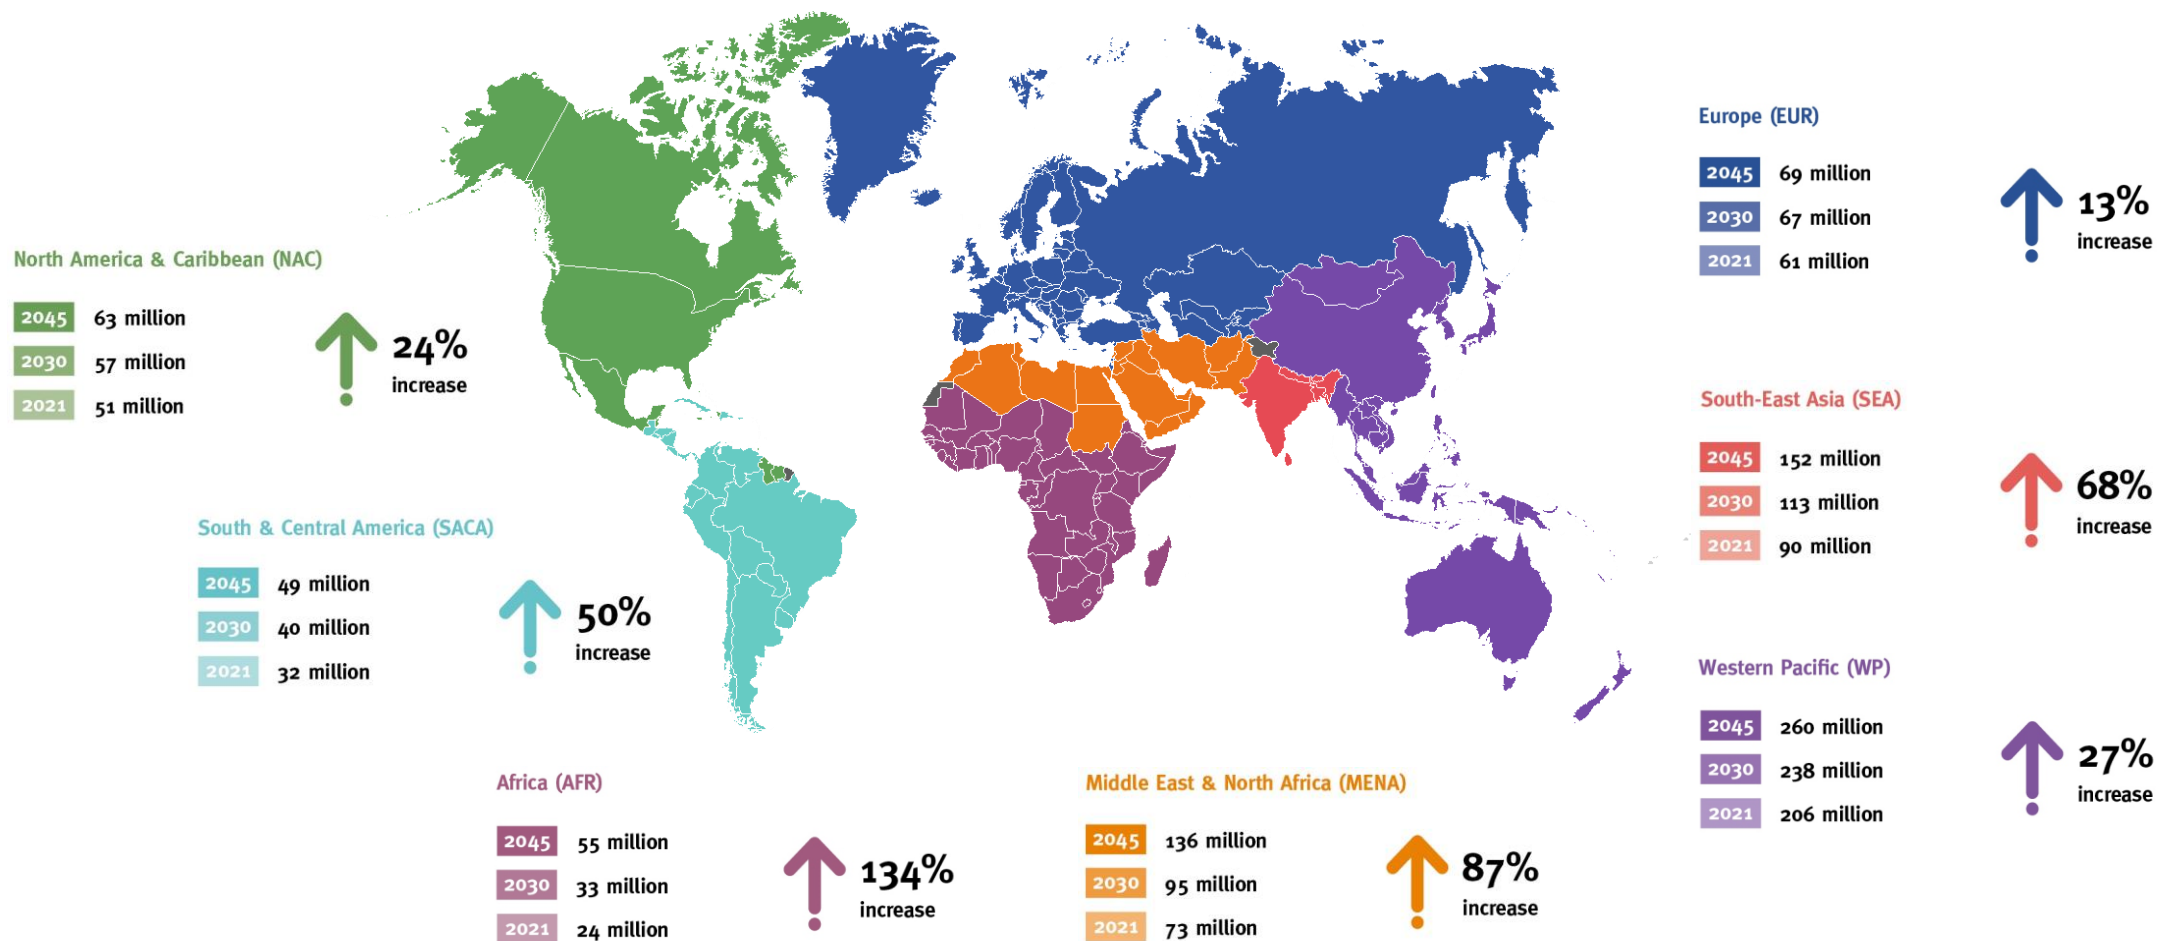 North America & Caribbean (NAC)
2045 63 million
2030 57 million
2021 51 million
24%
increase
South & Central America (SACA)
2045 49 million
2030 40 million
2021 32 million
50%
increase
Africa (AFR)
2045 55 million
2030 33 million
2021 24 million
134%
increase
Middle East & North Africa (MENA)
2045 136 million
2030 95 million
2021 73 million
87%
increase
Europe (EUR)
2045 69 million
2030 67 million
2021 61 million
13%
increase
South-East Asia (SEA)
2045 152 million
2030 113 million
2021 90 million
68%
increase
Western Pacific (WP)
2045 260 million
2030 238 million
2021 206 million
27%
increase